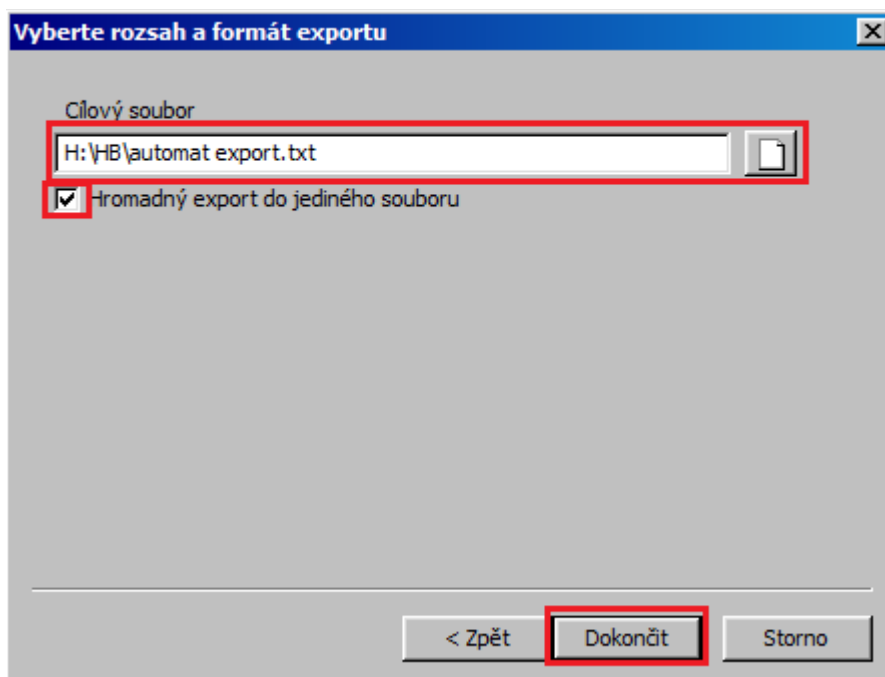 Vyberte rozsah a formát exportu
Cílový soubor
H:\HB\automat export.txt
Hromadný export do jediného souboru
< Zpět Dokončit Storno